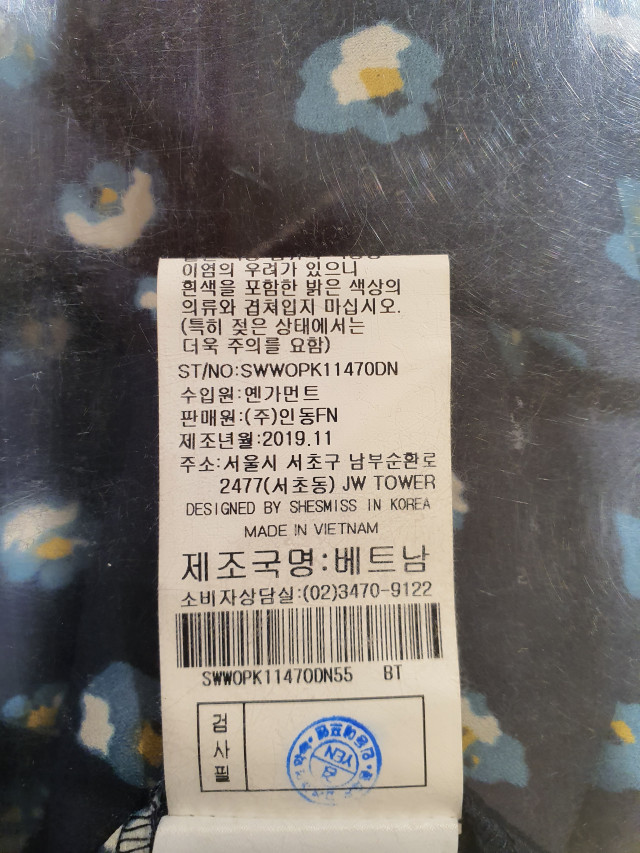 이염의 우려가 있으니
흰색을 포함한 밝은 색상의
의류와 겹쳐입지 마십시오.
(특히 젖은 상태에서는
더욱 주의를 요함)
ST/NO:SWWOPK11470DN
수입원:옌가먼트
판매원:(주)인동FN
제조년월:2019.11
주소:서울시 서초구 남부순환로
2477(서초동) JW TOWER
DESIGNED BY SHESMISS IN KOREA
MADE IN VIETNAM
제조국명:베트남
소비자상담실:(02)3470-9122
SWWOPK11470DN55 BT
검사필
YEN